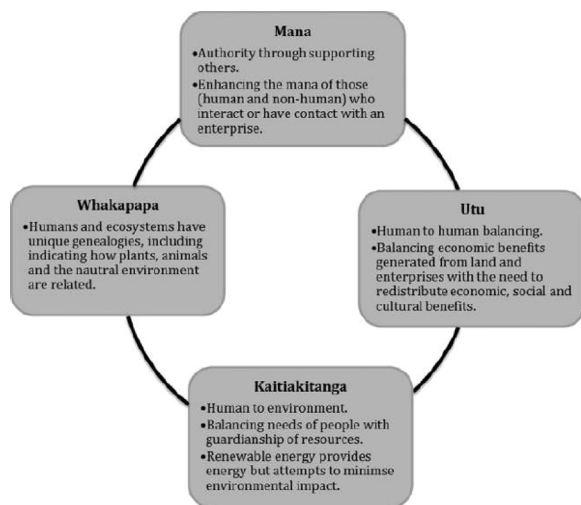 Mana
•Authority through supporting
others.
•Enhancing the mana of those
(human and non-human) who
interact or have contact with an
enterprise.
Whakapapa
•Humans and ecosystems have
unique genealogies, including
indicating how plants, animals
and the nautral environment
are related.
Utu
•Human to human balancing.
•Balancing economic benefits
generated from land and
enterprises with the need to
redistribute economic, social and
cultural benefits.
Kaitiakitanga
•Human to environment.
•Balancing needs of people with
guardianship of resources.
•Renewable energy provides
energy but attempts to minimse
environmental impact.